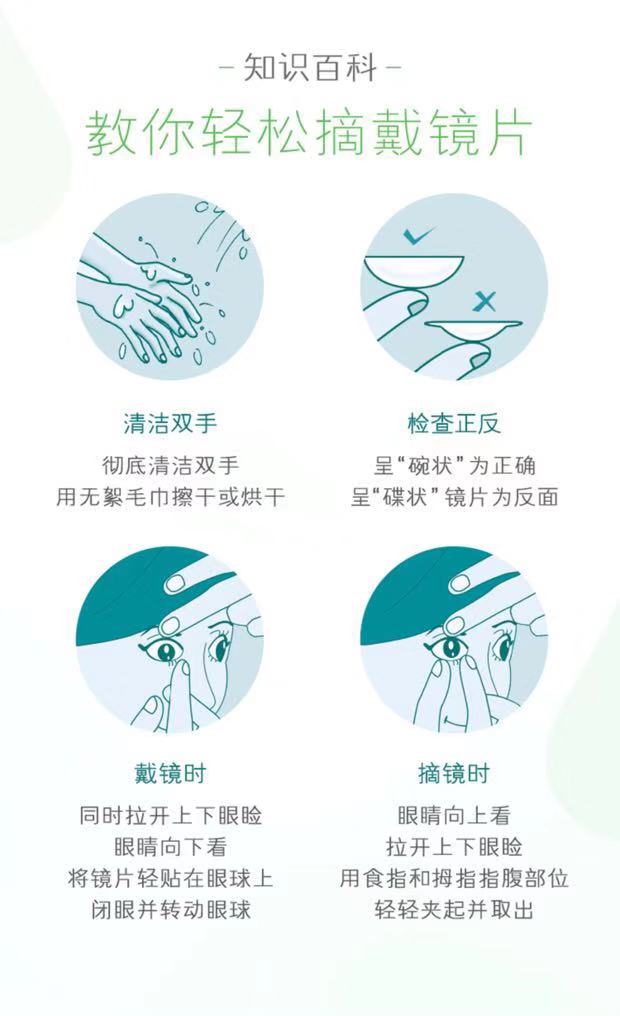 -知识百科-
教你轻松摘戴镜片
清洁双手
彻底清洁双手
用无絮毛巾擦干或烘干
检查正反
呈“碗状”为正确
呈“碟状”镜片为反面
戴镜时
同时拉开上下眼睑
眼睛向下看
将镜片轻贴在眼球上
闭眼并转动眼球
摘镜时
眼睛向上看
拉开上下眼睑
用食指和拇指指腹部位
轻轻夹起并取出